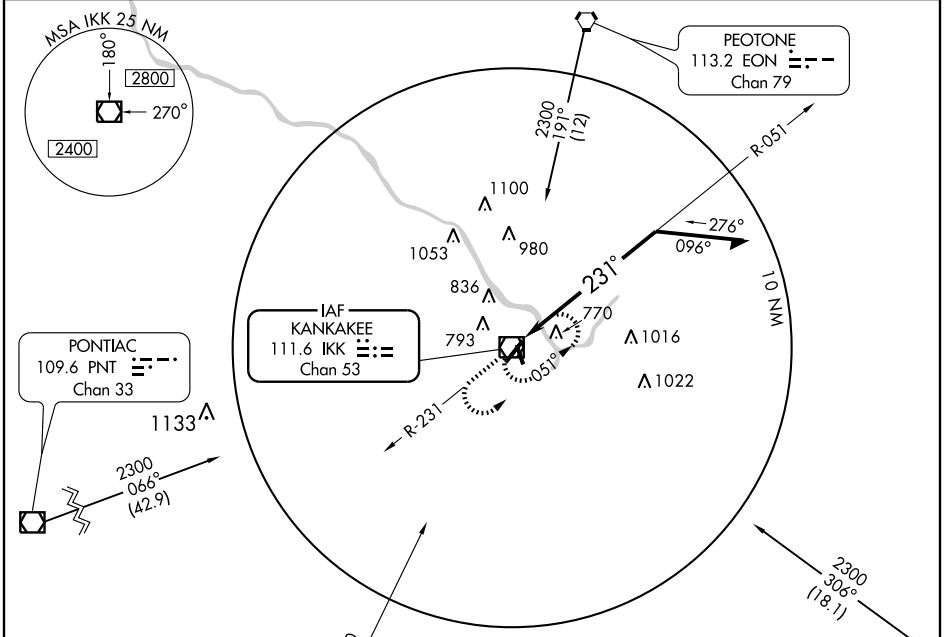 MSA IKK 25 NM
180°
2800
270°
2400
PEOTONE
113.2 EON
Chan 79
2300
191°
(12)
R-051
1100
1053
980
276°
096°
231°
10 NM
836
770
793
1016
1022
IAF
KANKAKEE
111.6 IKK
Chan 53
051°
R-231
PONTIAC
109.6 PNT
Chan 33
1133
2300
066°
(42.9)
2300
306°
(18.1)